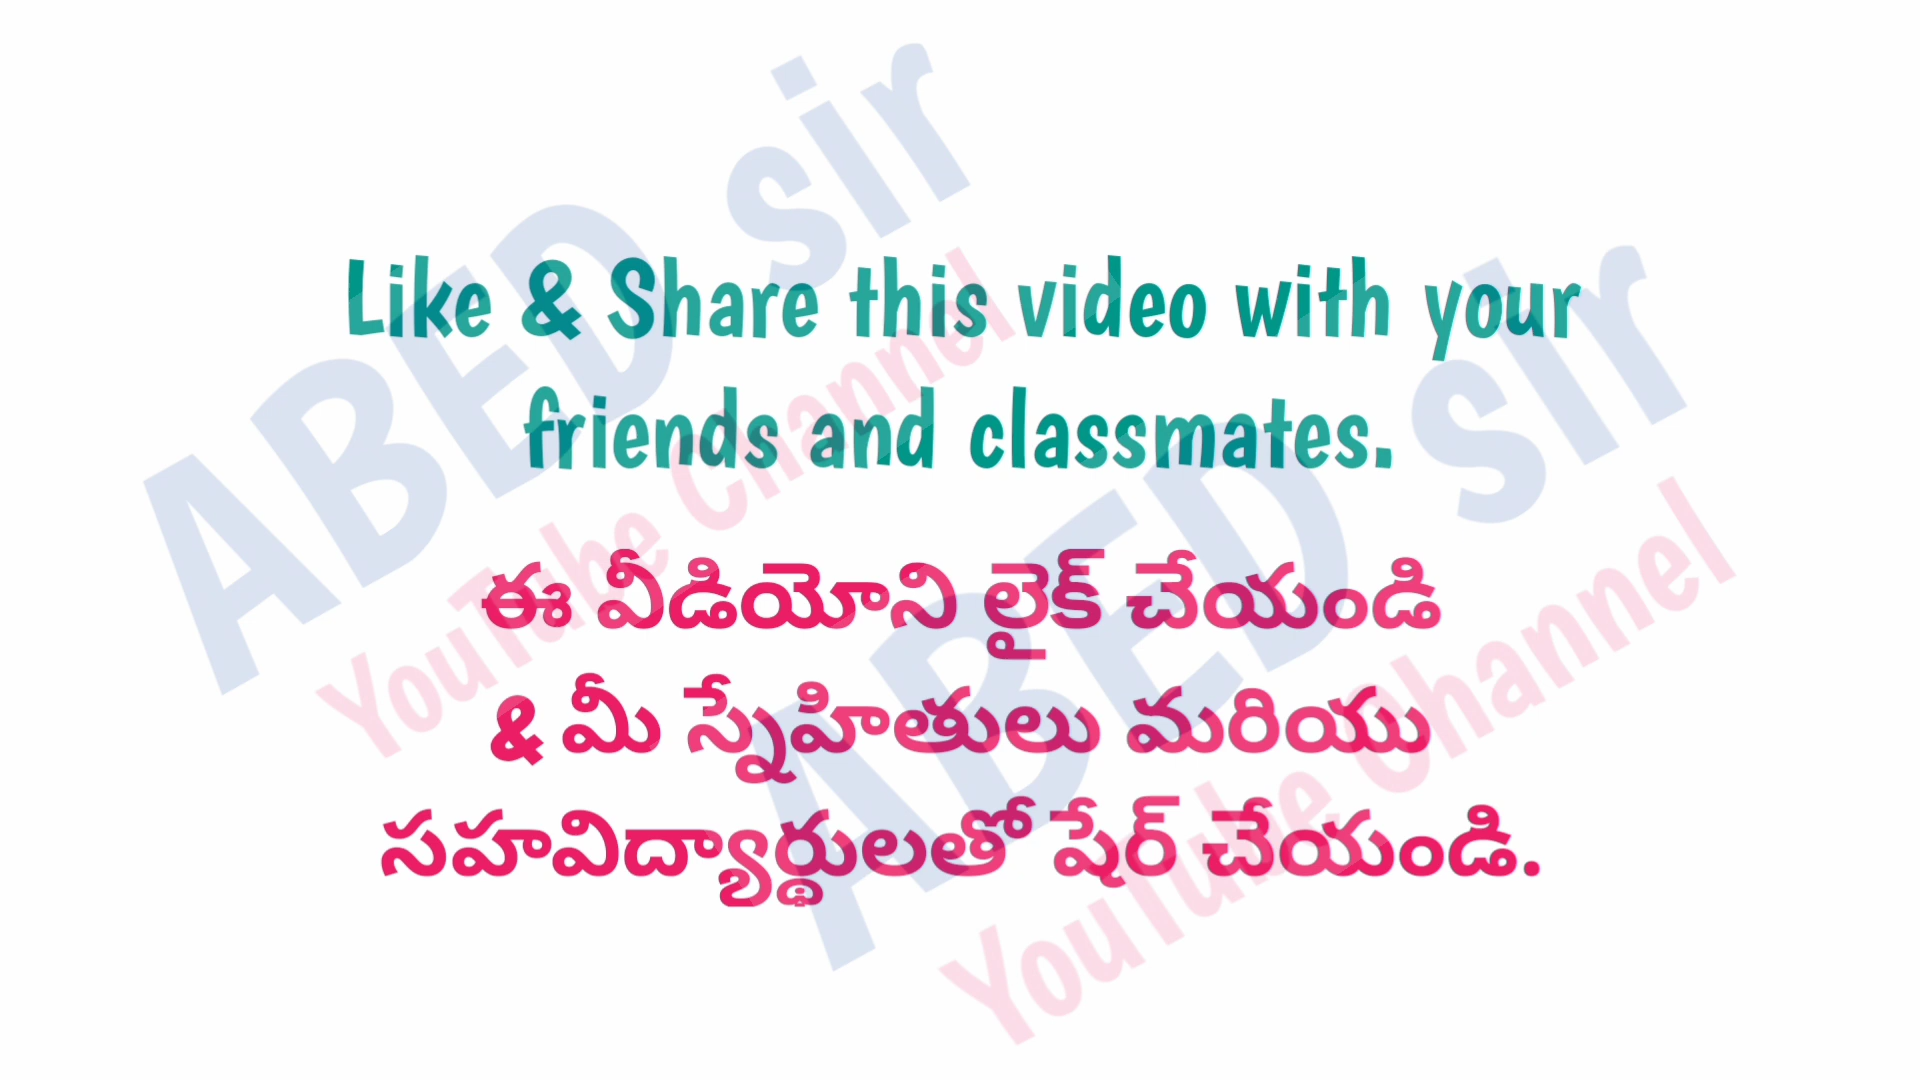 Like & Share this video with your
friends and classmates.
ఈ వీడియోని లైక్ చేయండి
& మీ స్నేహితులు మరియు
సహవిద్యార్థులతో షేర్ చేయండి.
ABED sir
YouTube Channel
ABED sir
YouTube Channel